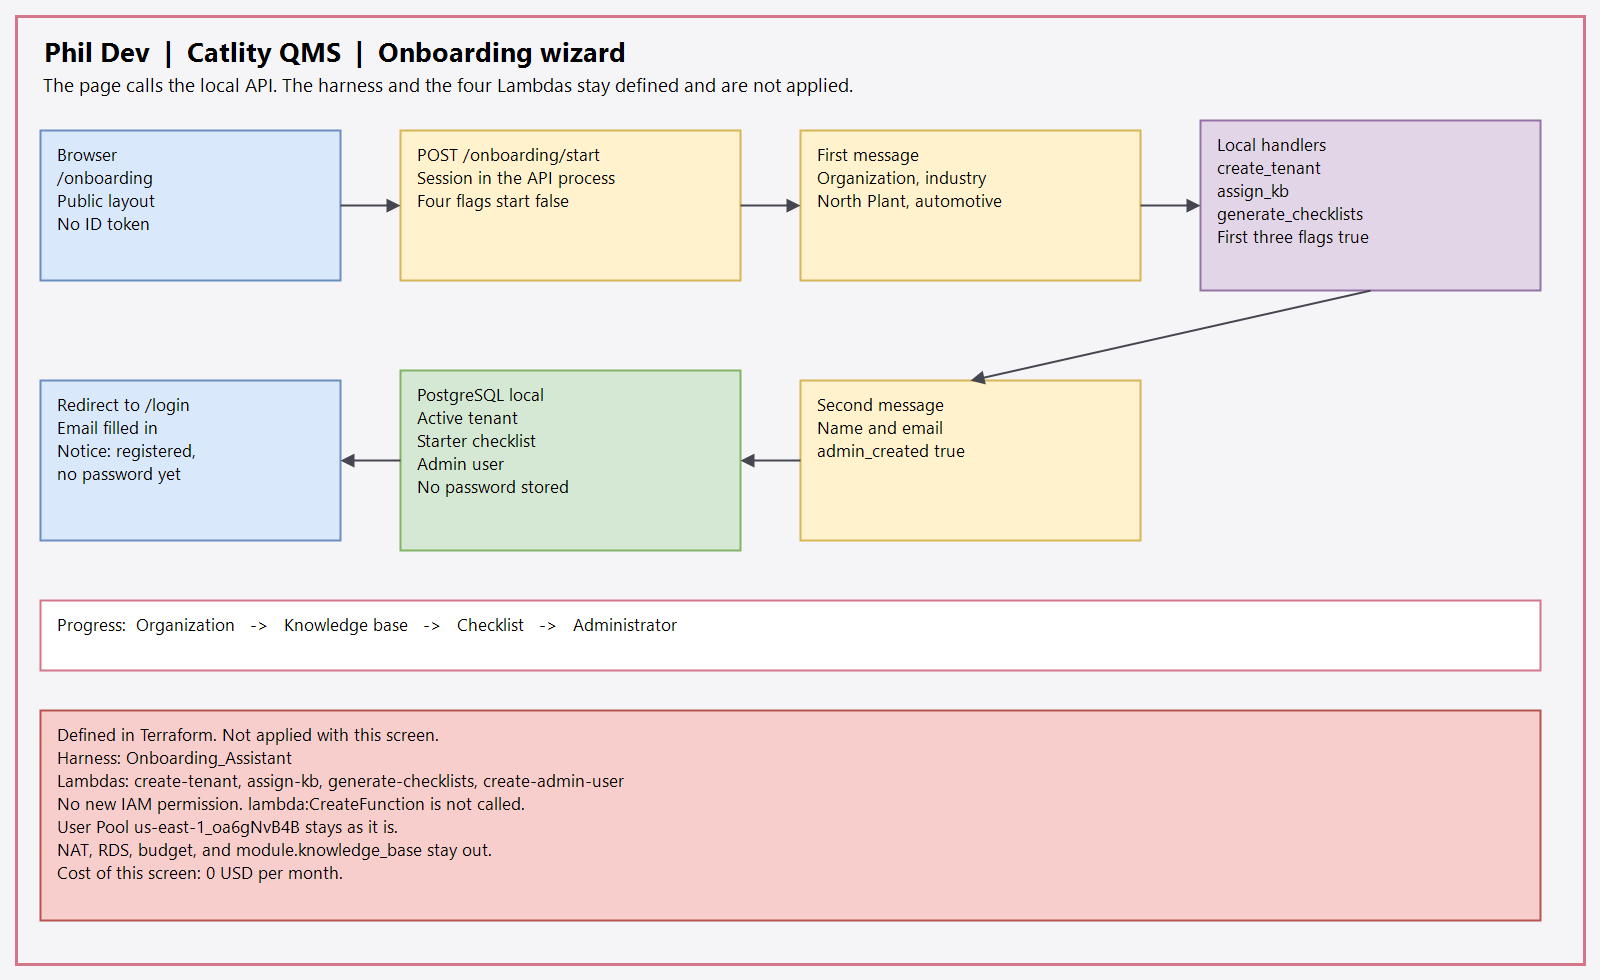 Phil Dev | Catlity QMS | Onboarding wizard
The page calls the local API. The harness and the four Lambdas stay defined and are not applied.
Browser
/onboarding
Public layout
No ID token
POST /onboarding/start
Session in the API process
Four flags start false
First message
Organization, industry
North Plant, automotive
Local handlers
create_tenant
assign_kb
generate_checklists
First three flags true
Redirect to /login
Email filled in
Notice: registered,
no password yet
PostgreSQL local
Active tenant
Starter checklist
Admin user
No password stored
Second message
Name and email
admin_created true
Progress: Organization -> Knowledge base -> Checklist -> Administrator
Defined in Terraform. Not applied with this screen.
Harness: Onboarding_Assistant
Lambdas: create-tenant, assign-kb, generate-checklists, create-admin-user
No new IAM permission. lambda:CreateFunction is not called.
User Pool us-east-1_oa6gNvB4B stays as it is.
NAT, RDS, budget, and module.knowledge_base stay out.
Cost of this screen: 0 USD per month.